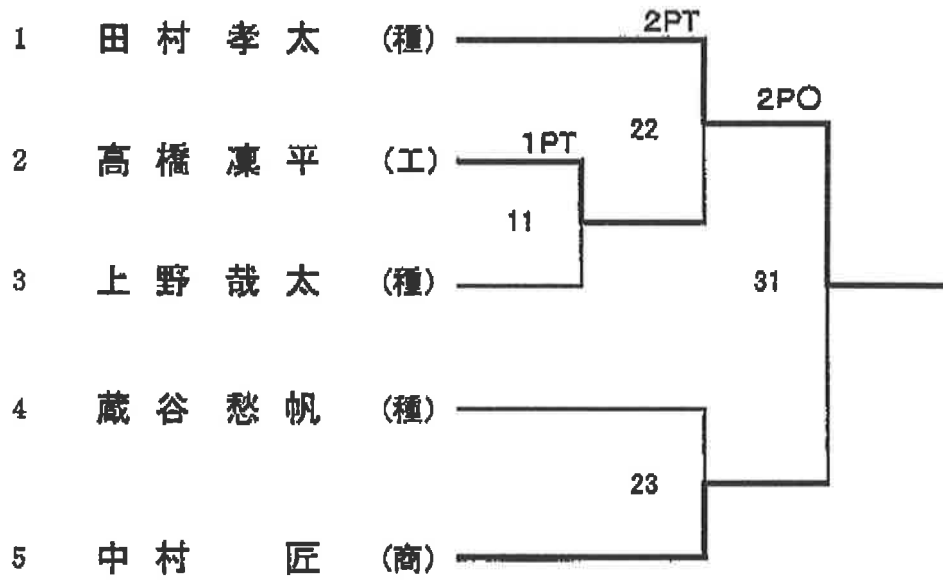 2PT
1 田村孝太 (種)
2PO
22
1PT
2 高橋凜平 (工)
11
3 上野哉太 (種)
31
4 蔵谷愁帆 (種)
23
5 中村 匠 (商)